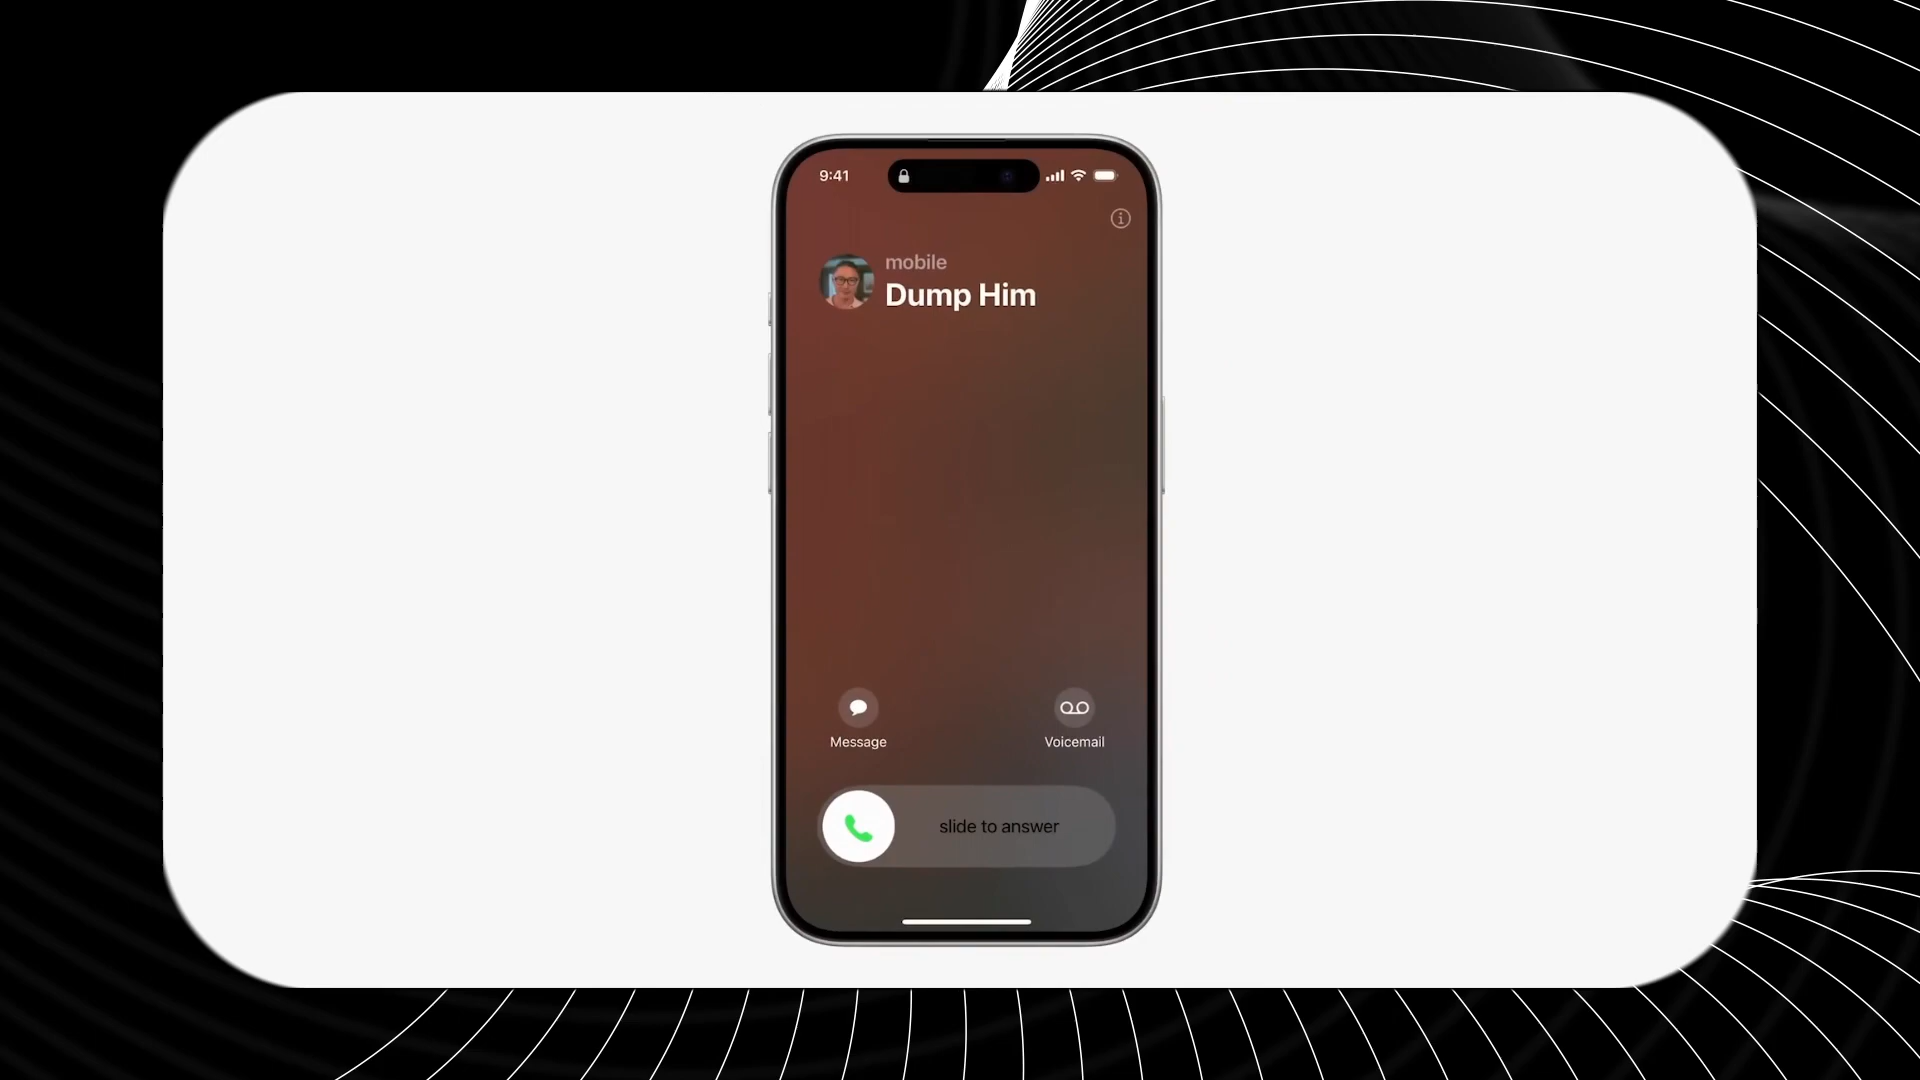 9:41
mobile
Dump Him
Message
Voicemail
slide to answer